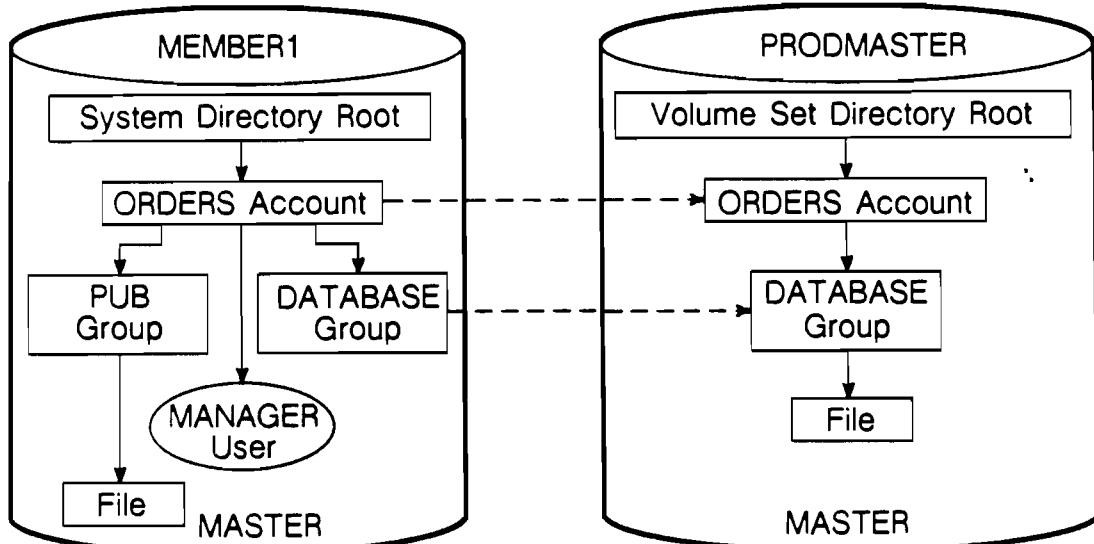 MEMBER1
System Directory Root
ORDERS Account
PUB
Group
DATABASE
Group
MANAGER
User
File
MASTER
PRODMASTER
Volume Set Directory Root
ORDERS Account
DATABASE
Group
File
MASTER